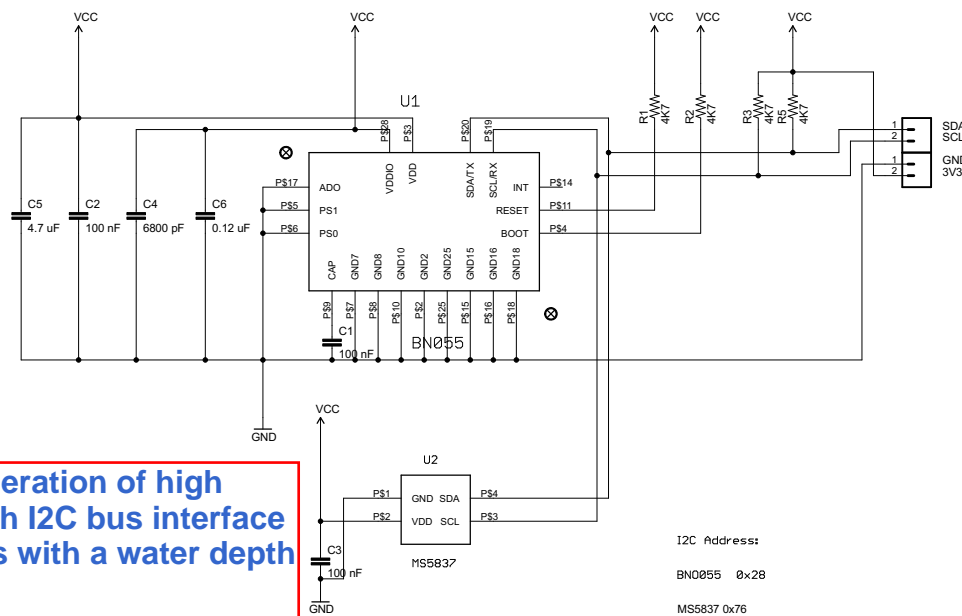 VCC
VCC
VCC
VCC
VCC
U1
R1
4K7
R2
4K7
R3
4K7
R5
4K7
P$28
P$3
P$20
P$19
VDDIO
VDD
SDA/TX
SCL/RX
P$17
ADO
P$5
PS1
P$6
PS0
INT
P$14
RESET
P$11
BOOT
P$4
1
2
SDA
SCL
1
2
GND
3V3
C5
4.7 uF
C2
100 nF
C4
6800 pF
C6
0.12 uF
CAP
GND7
GND8
GND10
GND2
GND25
GND15
GND16
GND18
P$9
P$7
P$8
P$10
P$2
P$25
P$15
P$16
P$18
C1
100 nF
BNO55
GND
VCC
U2
P$1
GND
SDA
P$4
P$2
VDD
SCL
P$3
MS5837
C3
100 nF
GND
eration of high
h I2C bus interface
s with a water depth
I2C Address:
BNO055 0x28
MS5837 0x76